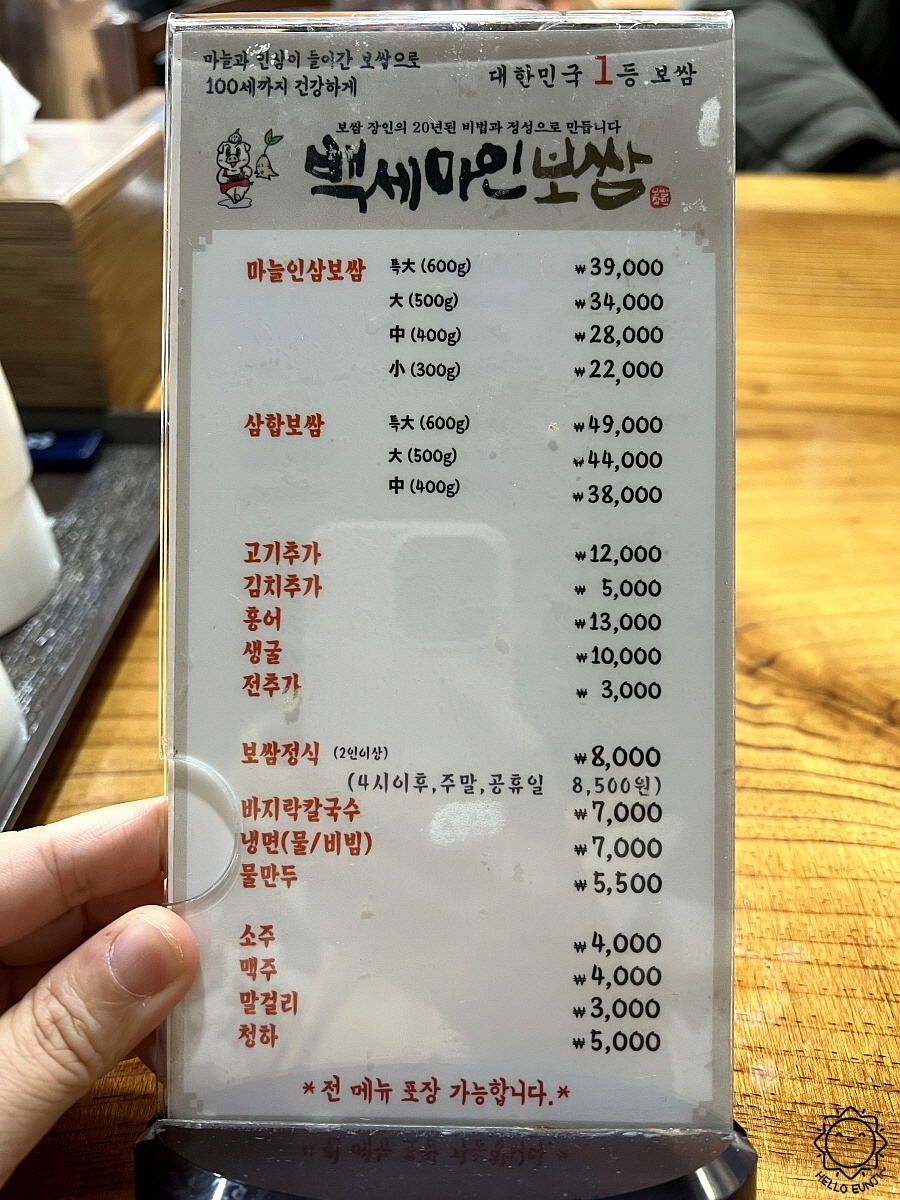 마늘과 인삼이 들어간 보쌈으로
100세까지 건강하게
대한민국 1등 보쌈
보쌈 장인의 20년된 비법과 정성으로 만듭니다
백세마인보쌈
마늘인삼보쌈 특大 (600g) ₩39,000
大 (500g) ₩34,000
中 (400g) ₩28,000
小 (300g) ₩22,000
삼합보쌈 특大 (600g) ₩49,000
大 (500g) ₩44,000
中 (400g) ₩38,000
고기추가 ₩12,000
김치추가 ₩ 5,000
홍어 ₩13,000
생굴 ₩10,000
전추가 ₩ 3,000
보쌈정식 (2인이상) ₩8,000
(4시이후,주말,공휴일 8,500원)
바지락칼국수 ₩7,000
냉면(물/비빔) ₩7,000
물만두 ₩5,500
소주 ₩4,000
맥주 ₩4,000
말걸리 ₩3,000
청하 ₩5,000
*전 메뉴 포장 가능합니다.*
HELLO EUNJI